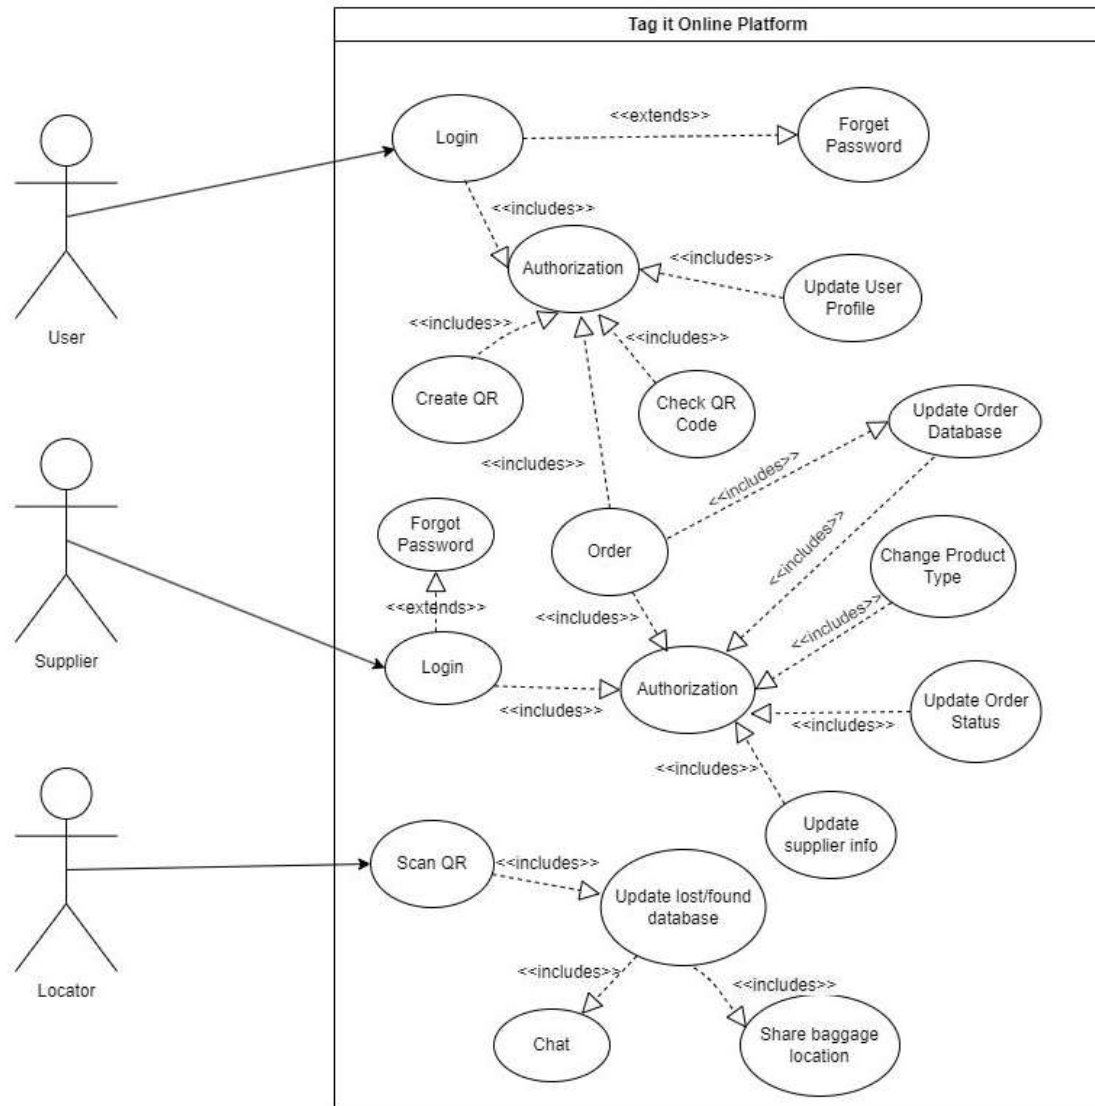 Tag it Online Platform
Login
<<extends>>
Forget
Password
<<includes>>
Authorization
<<includes>>
Update User
Profile
User
<<includes>>
<<includes>>
Create QR
Check QR
Code
Update Order
Database
<<includes>>
<<includes>>
Forgot
Password
Order
<<includes>>
Change Product
Type
<<extends>>
<<includes>>
<<includes>>
Supplier
Login
Authorization
<<includes>>
Update Order
Status
<<includes>>
<<includes>>
Update
supplier info
Scan QR
<<includes>>
Update lost/found
database
Locator
<<includes>>
<<includes>>
Chat
Share baggage
location